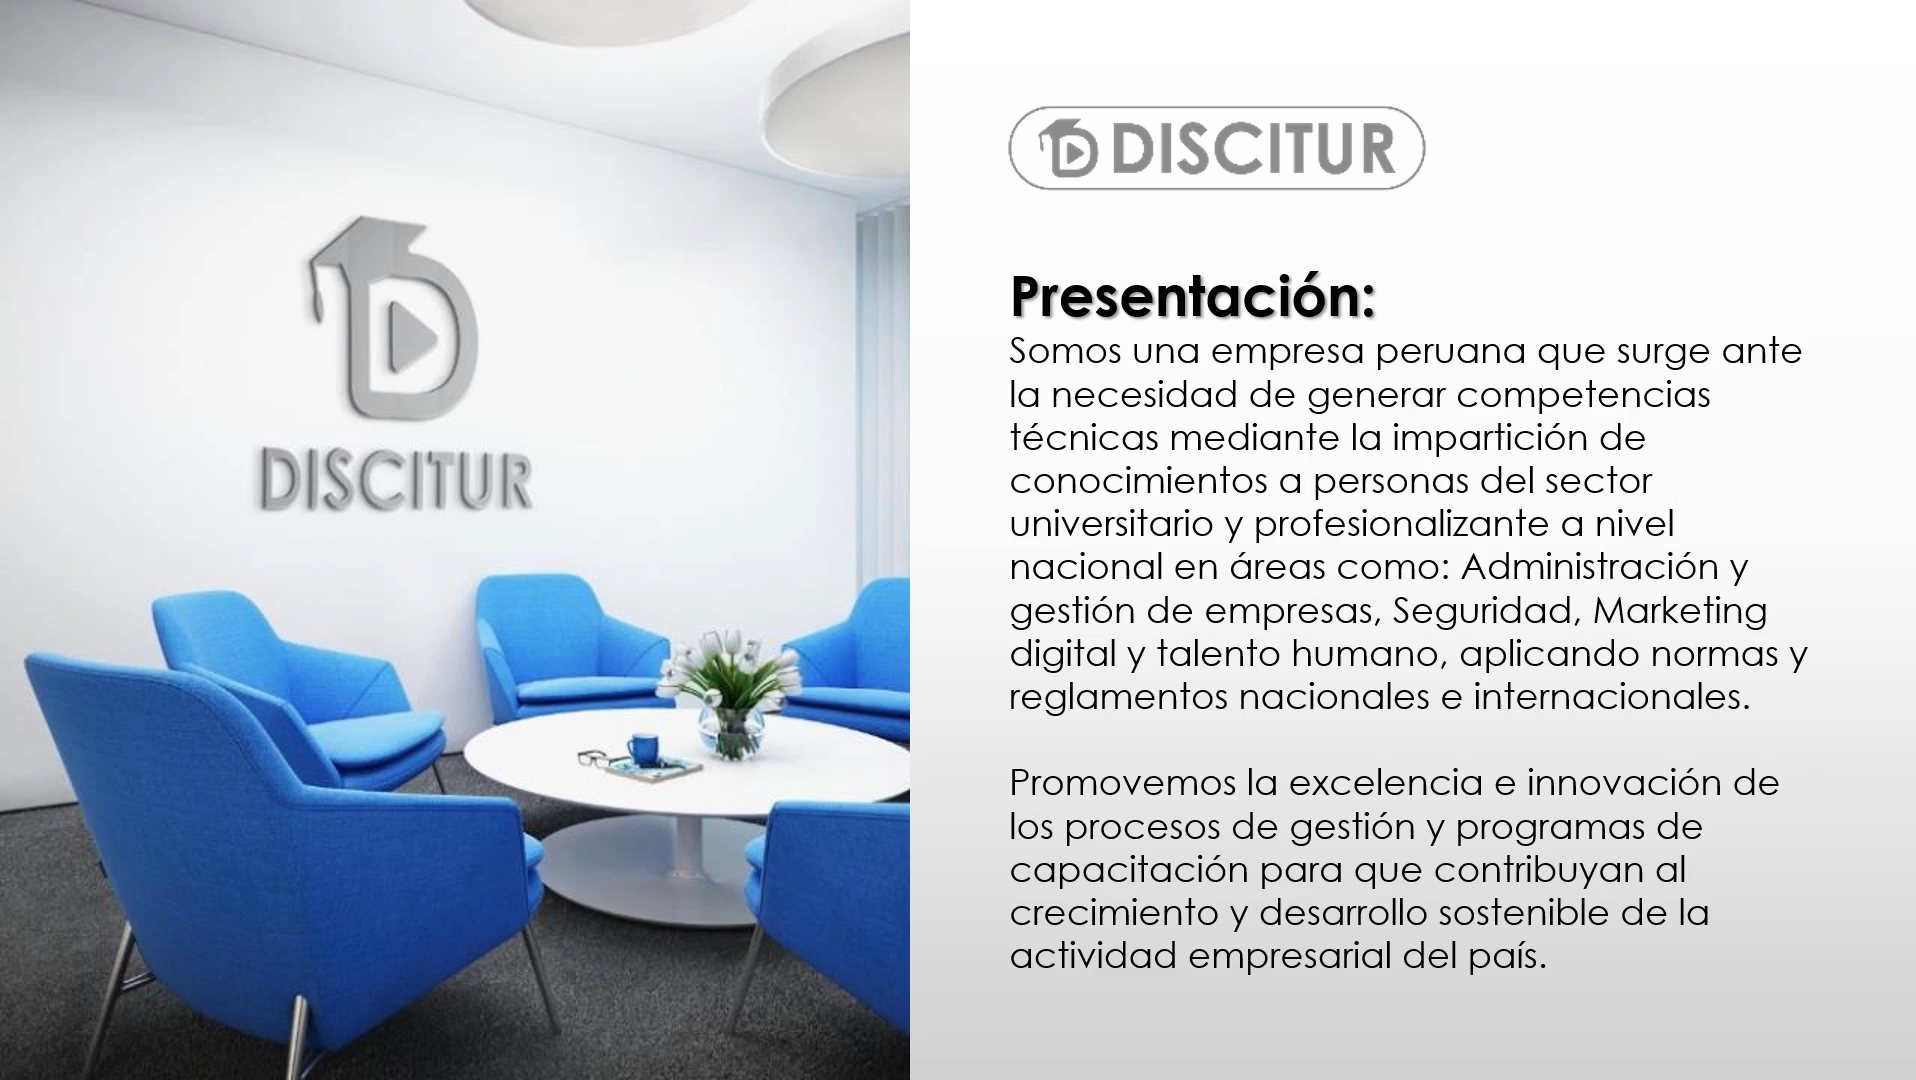 DISCITUR
DISCITUR
Presentación:
Somos una empresa peruana que surge ante
la necesidad de generar competencias
técnicas mediante la impartición de
conocimientos a personas del sector
universitario y profesionalizante a nivel
nacional en áreas como: Administración y
gestión de empresas, Seguridad, Marketing
digital y talento humano, aplicando normas y
reglamentos nacionales e internacionales.
Promovemos la excelencia e innovación de
los procesos de gestión y programas de
capacitación para que contribuyan al
crecimiento y desarrollo sostenible de la
actividad empresarial del país.